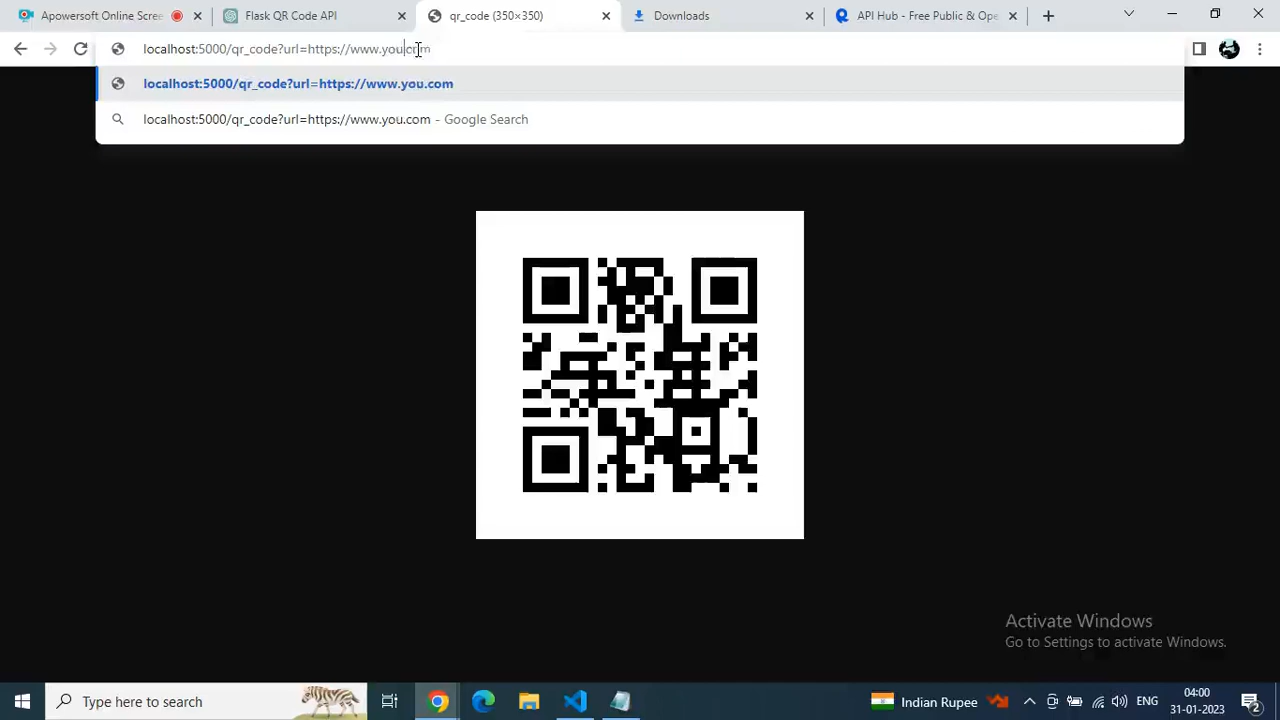 Apowersoft Online Scree
Flask QR Code API
qr_code (350×350)
Downloads
API Hub - Free Public & Ope
localhost:5000/qr_code?url=https://www.you.com
localhost:5000/qr_code?url=https://www.you.com
localhost:5000/qr_code?url=https://www.you.com - Google Search
Activate Windows
Go to Settings to activate Windows.
Type here to search
Indian Rupee
ENG
04:00
31-01-2023
2